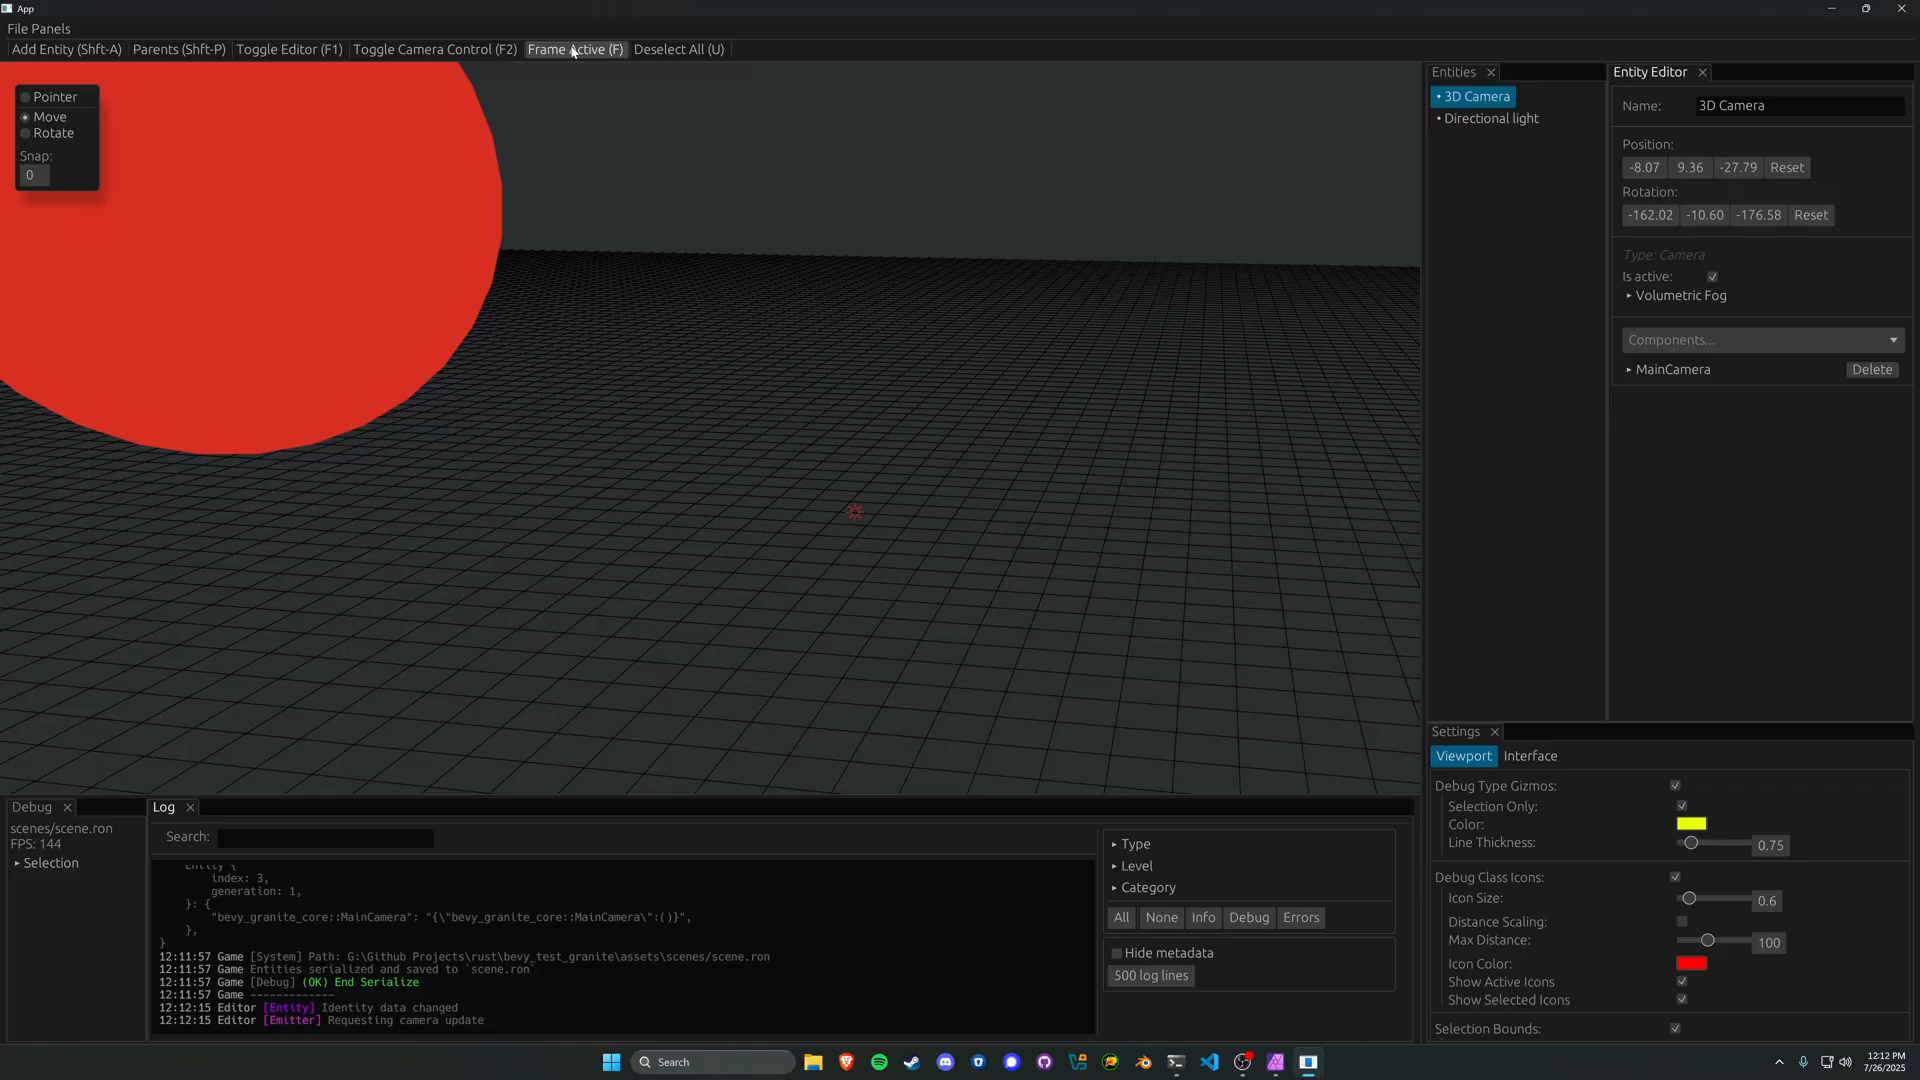 App
File Panels
Add Entity (Shft-A) Parents (Shft-P) Toggle Editor (F1) Toggle Camera Control (F2) Frame Active (F) Deselect All (U)
Pointer
Move
Rotate
Snap:
0
Entities
• 3D Camera
• Directional light
Entity Editor
Name: 3D Camera
Position:
-8.07 9.36 -27.79 Reset
Rotation:
-162.02 -10.60 -176.58 Reset
Type: Camera
Is active:
Volumetric Fog
Components...
MainCamera Delete
Settings
Viewport Interface
Debug Type Gizmos:
Selection Only:
Color:
Line Thickness: 0.75
Debug Class Icons:
Icon Size: 0.6
Distance Scaling:
Max Distance: 100
Icon Color:
Show Active Icons
Show Selected Icons
Selection Bounds:
Debug
scenes/scene.ron
FPS: 144
Selection
Log
Search:
Entity {
index: 3,
generation: 1,
}: {
"bevy_granite_core::MainCamera": "{\"bevy_granite_core::MainCamera\":()}",
},
}
12:11:57 Game [System] Path: G:\Github Projects\rust\bevy_test_granite\assets\scenes/scene.ron
12:11:57 Game Entities serialized and saved to `scene.ron`
12:11:57 Game [Debug] (OK) End Serialize
12:11:57 Game -------------
12:12:15 Editor [Entity] Identity data changed
12:12:15 Editor [Emitter] Requesting camera update
Type
Level
Category
All None Info Debug Errors
Hide metadata
500 log lines
Search
12:12 PM
7/26/2025